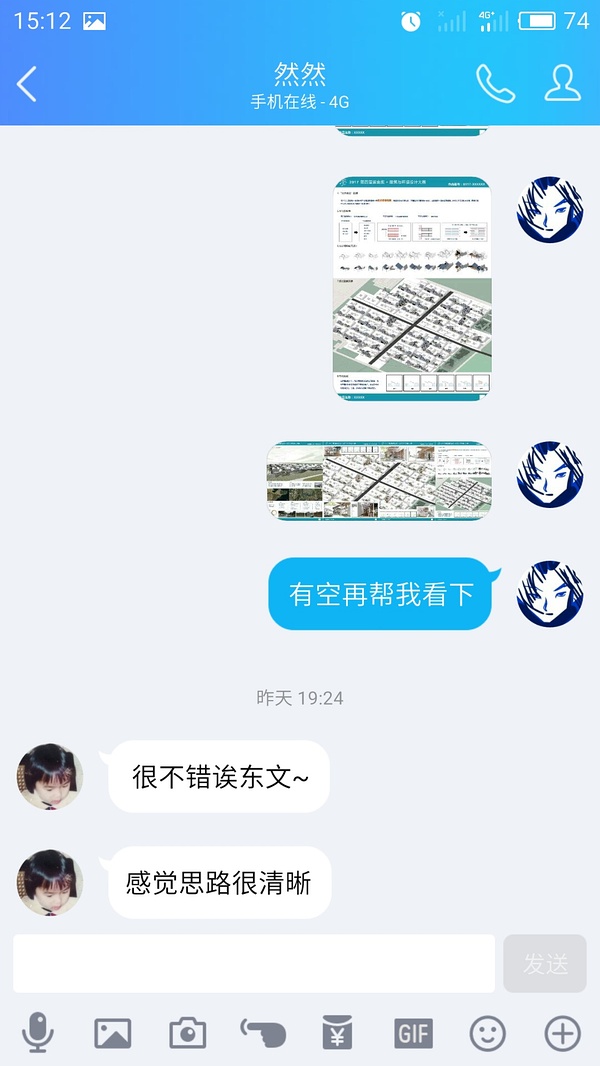 15:12
4G+
74
然然
手机在线 - 4G
有空再帮我看下
昨天 19:24
很不错诶东文~
感觉思路很清晰
发送
¥
GIF